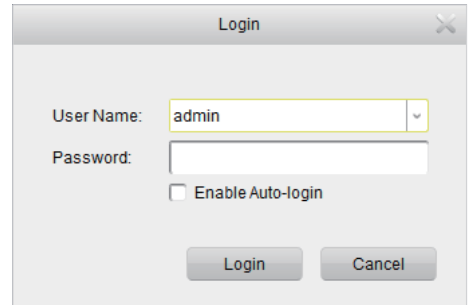 Login
User Name: admin
Password:
Enable Auto-login
Login Cancel